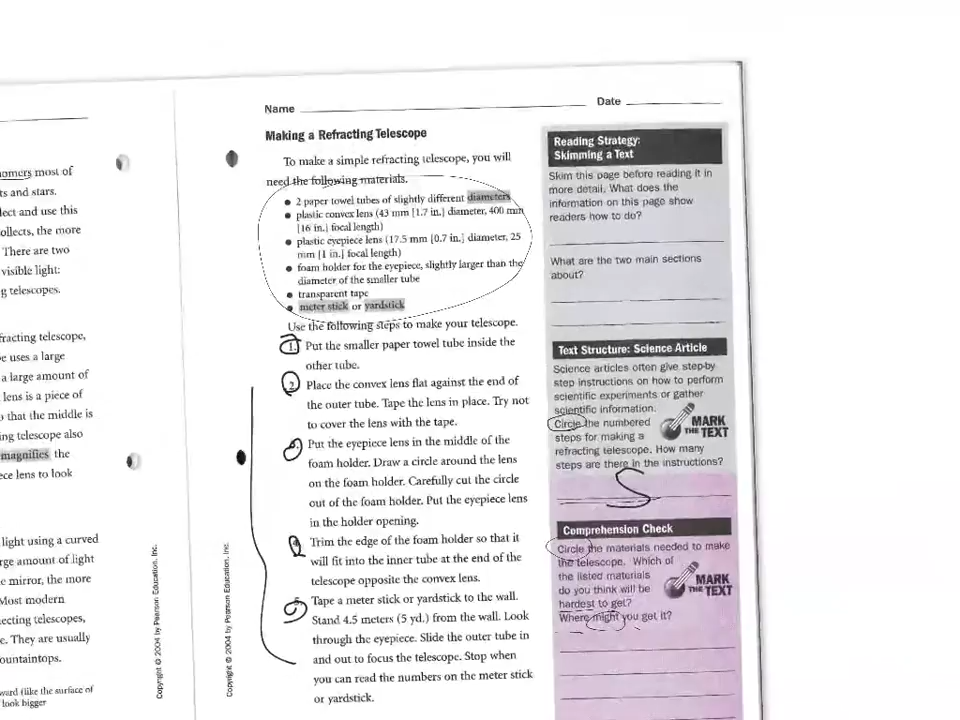 omers most of
ts and stars.
lect and use this
ollects, the more
There are two
visible light:
g telescopes.
fracting telescope,
pe uses a large
a large amount of
lens is a piece of
o that the middle is
ing telescope also
magnifies the
ece lens to look
light using a curved
rge amount of light
e mirror, the more
Most modern
ecting telescopes,
e. They are usually
ountaintops.
ward (like the surface of
look bigger
Copyright © 2004 by Pearson Education, Inc.
Copyright © 2004 by Pearson Education, Inc.
Name
Date
Making a Refracting Telescope
To make a simple refracting telescope, you will
need the following materials.
• 2 paper towel tubes of slightly different diameters
• plastic convex lens (43 mm [1.7 in.] diameter, 400 mm
[16 in.] focal length)
• plastic eyepiece lens (17.5 mm [0.7 in.] diameter, 25
mm [1 in.] focal length)
• foam holder for the eyepiece, slightly larger than the
diameter of the smaller tube
• transparent tape
• meter stick or yardstick
Use the following steps to make your telescope.
1. Put the smaller paper towel tube inside the
other tube.
2. Place the convex lens flat against the end of
the outer tube. Tape the lens in place. Try not
to cover the lens with the tape.
3. Put the eyepiece lens in the middle of the
foam holder. Draw a circle around the lens
on the foam holder. Carefully cut the circle
out of the foam holder. Put the eyepiece lens
in the holder opening.
4. Trim the edge of the foam holder so that it
will fit into the inner tube at the end of the
telescope opposite the convex lens.
5. Tape a meter stick or yardstick to the wall.
Stand 4.5 meters (5 yd.) from the wall. Look
through the eyepiece. Slide the outer tube in
and out to focus the telescope. Stop when
you can read the numbers on the meter stick
or yardstick.
Reading Strategy:
Skimming a Text
Skim this page before reading it in
more detail. What does the
information on this page show
readers how to do?
What are the two main sections
about?
Text Structure: Science Article
Science articles often give step-by
step instructions on how to perform
scientific experiments or gather
scientific information.
Circle the numbered
steps for making a
refracting telescope. How many
steps are there in the instructions?
MARK
THE TEXT
5
Comprehension Check
Circle the materials needed to make
the telescope. Which of
the listed materials
do you think will be
hardest to get?
Where might you get it?
MARK
THE TEXT